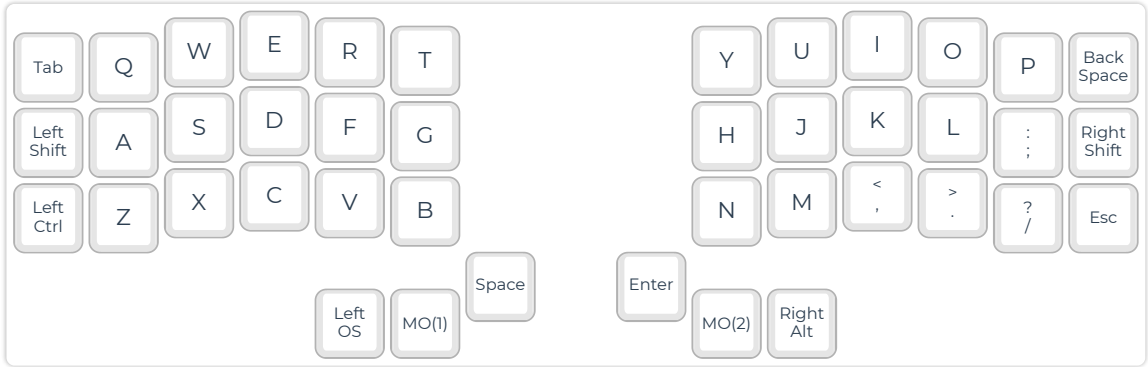 Tab Q W E R T Y U I O P Back Space
Left Shift A S D F G H J K L : ; Right Shift
Left Ctrl Z X C V B N M < , > . ? / Esc
Space Enter
Left OS MO(1) MO(2) Right Alt